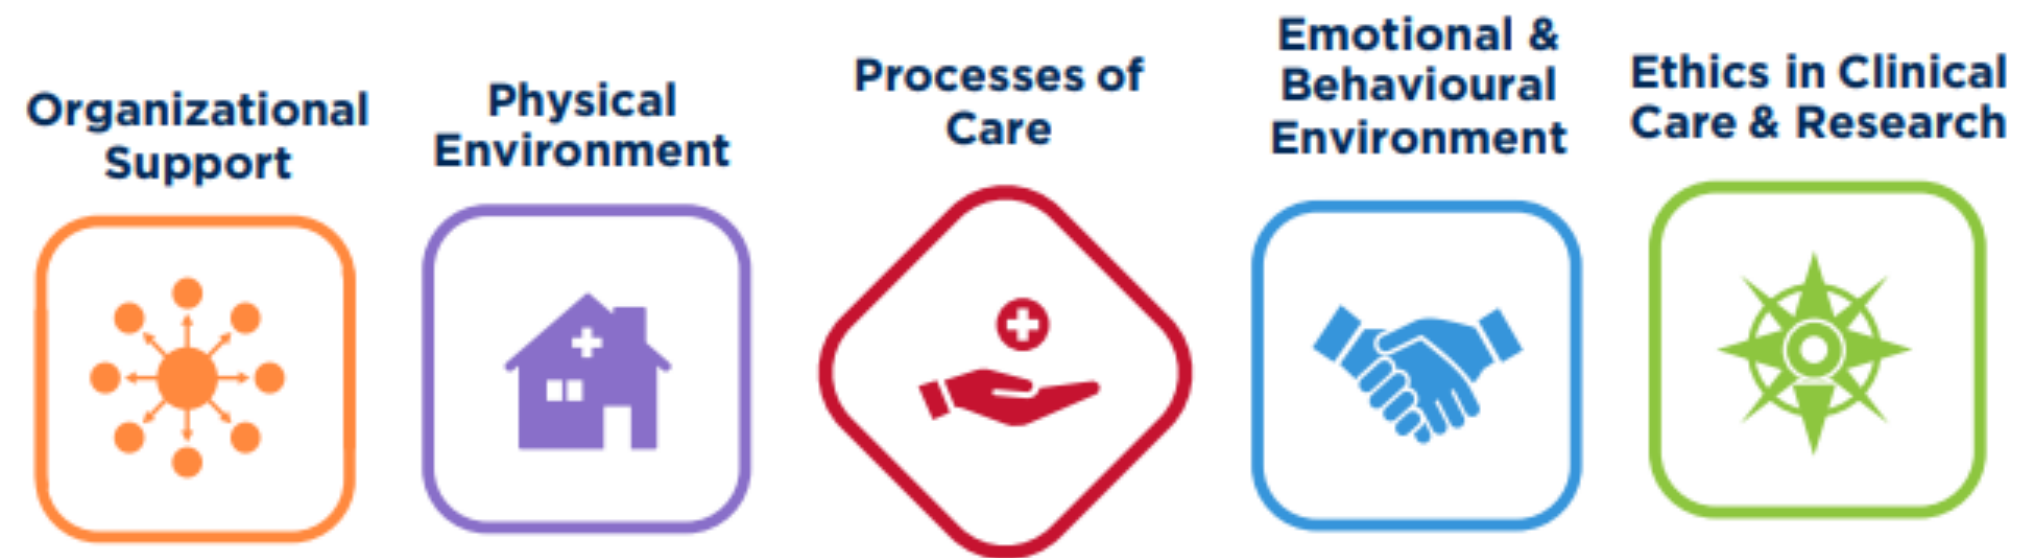 Organizational
Support
Physical
Environment
Processes of
Care
Emotional &
Behavioural
Environment
Ethics in Clinical
Care & Research